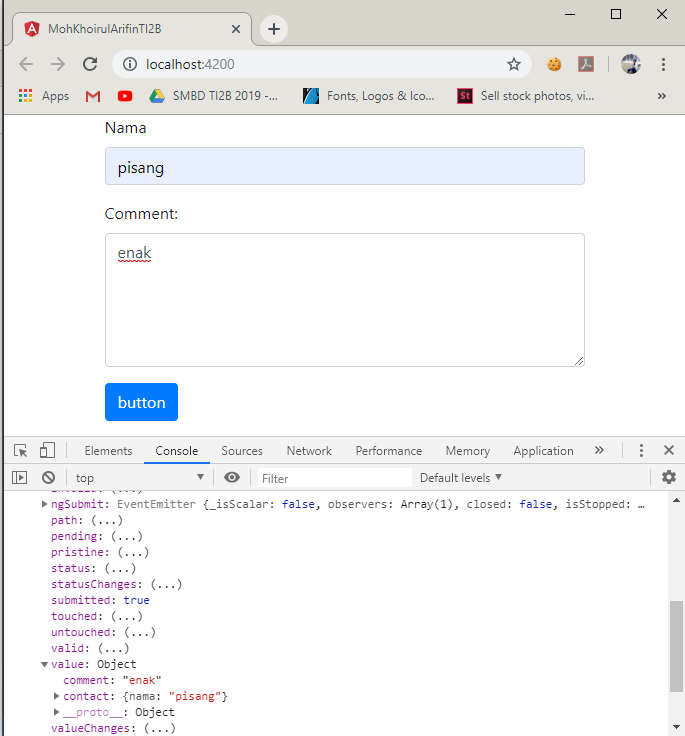 MohKhoirulArifinTI2B
localhost:4200
Apps SMBD TI2B 2019 -... Fonts, Logos & Ico... Sell stock photos, vi... »
Nama
pisang
Comment:
enak
button
Elements Console Sources Network Performance Memory Application »
top Filter Default levels
ngSubmit: EventEmitter {_isScalar: false, observers: Array(1), closed: false, isStopped: …
path: (...)
pending: (...)
pristine: (...)
status: (...)
statusChanges: (...)
submitted: true
touched: (...)
untouched: (...)
valid: (...)
value: Object
comment: "enak"
contact: {nama: "pisang"}
__proto__: Object
valueChanges: (...)